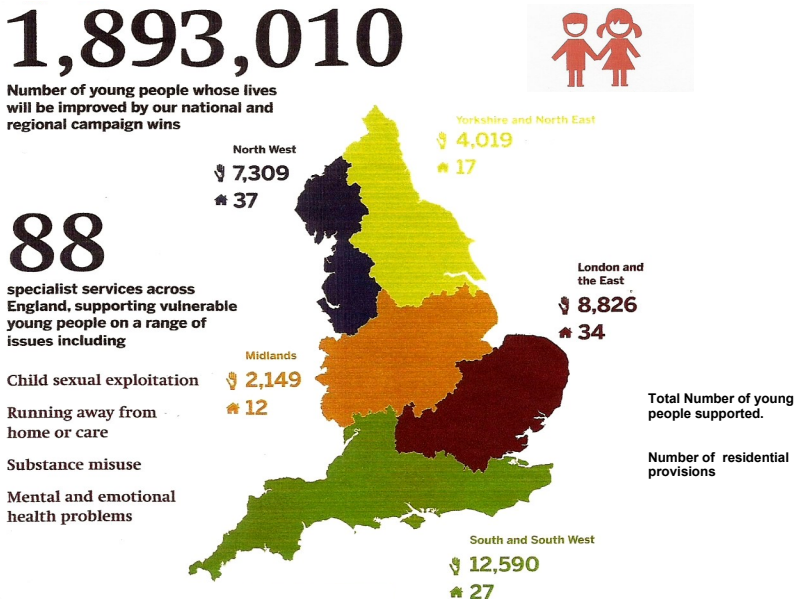 1,893,010
Number of young people whose lives
will be improved by our national and
regional campaign wins
Yorkshire and North East
4,019
17
North West
7,309
37
88
specialist services across
England, supporting vulnerable
young people on a range of
issues including
Child sexual exploitation
Running away from
home or care
Substance misuse
Mental and emotional
health problems
London and
the East
8,826
34
Midlands
2,149
12
Total Number of young
people supported.
Number of residential
provisions
South and South West
12,590
27